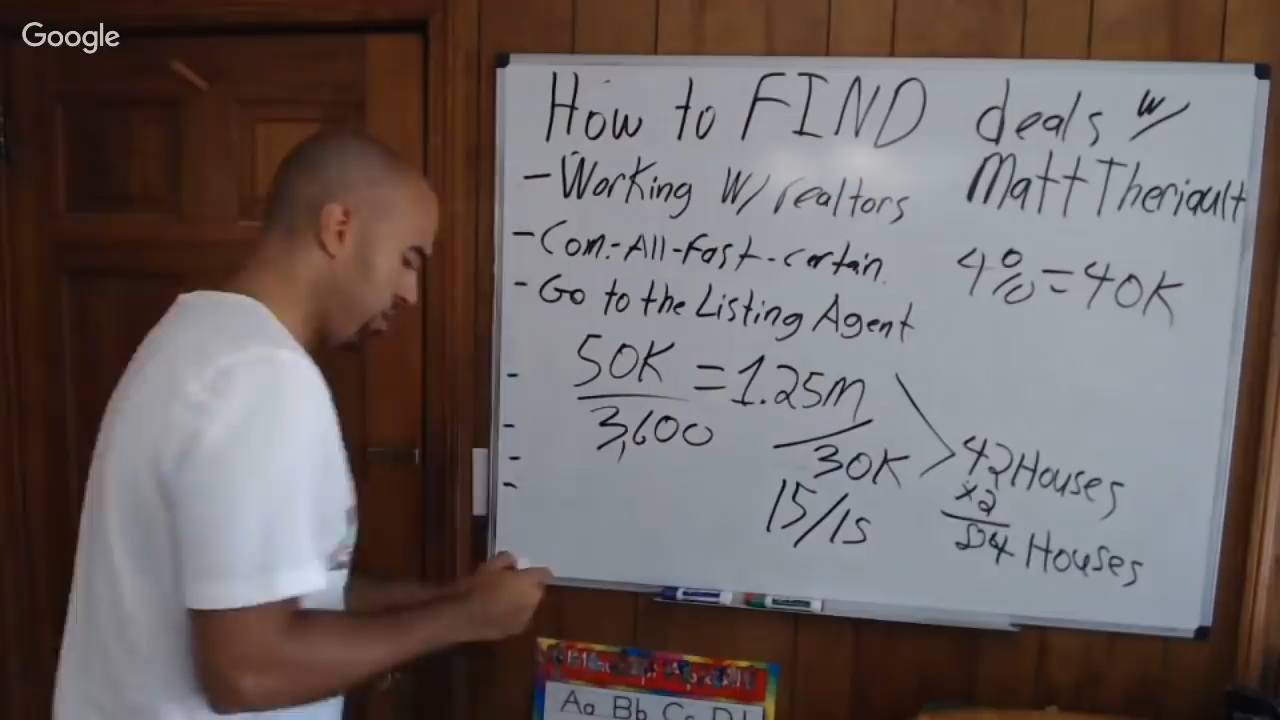 Google
How to FIND deals w/
Matt Theriault
- Working w/ realtors
- Com.-All-Fast-certain.
- Go to the Listing Agent
4% = 40K
50K = 1.25m
3,600
30K
15/15
42 Houses
x2
84 Houses
Aa Bb Cc D